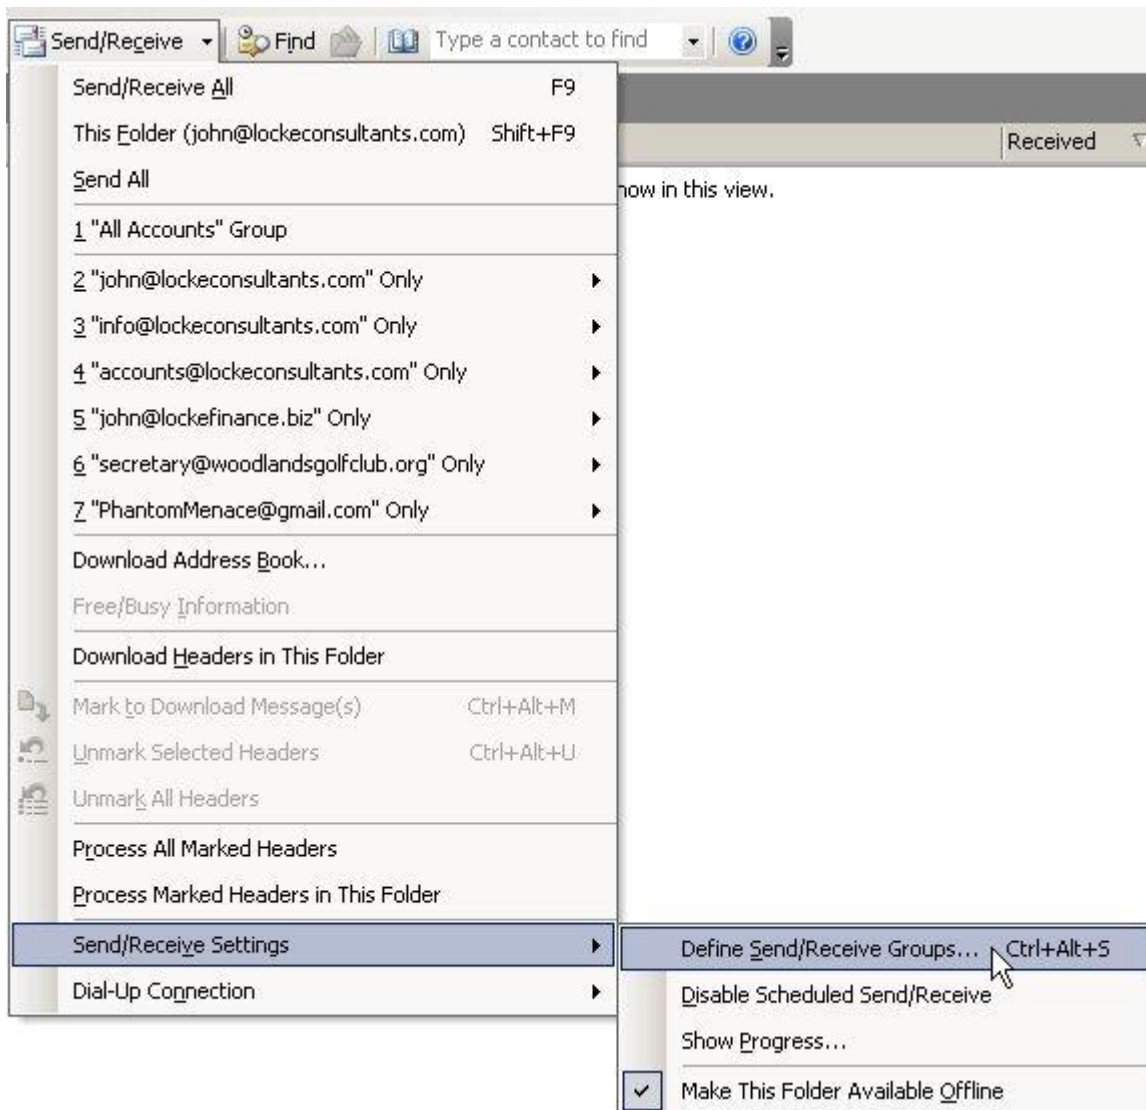 Send/Receive Find Type a contact to find
Send/Receive All F9
This Folder (john@lockeconsultants.com) Shift+F9
Received
Send All
now in this view.
1 "All Accounts" Group
2 "john@lockeconsultants.com" Only
3 "info@lockeconsultants.com" Only
4 "accounts@lockeconsultants.com" Only
5 "john@lockefinance.biz" Only
6 "secretary@woodlandsgolfclub.org" Only
7 "PhantomMenace@gmail.com" Only
Download Address Book...
Free/Busy Information
Download Headers in This Folder
Mark to Download Message(s) Ctrl+Alt+M
Unmark Selected Headers Ctrl+Alt+U
Unmark All Headers
Process All Marked Headers
Process Marked Headers in This Folder
Send/Receive Settings
Dial-Up Connection
Define Send/Receive Groups... Ctrl+Alt+S
Disable Scheduled Send/Receive
Show Progress...
Make This Folder Available Offline